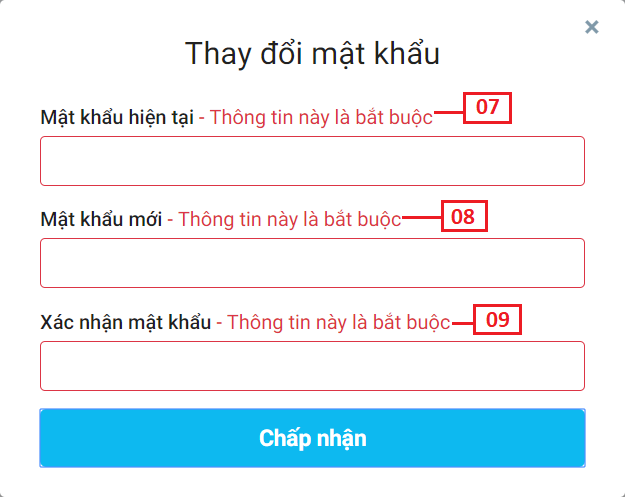 ×
Thay đổi mật khẩu
Mật khẩu hiện tại - Thông tin này là bắt buộc 07
Mật khẩu mới - Thông tin này là bắt buộc 08
Xác nhận mật khẩu - Thông tin này là bắt buộc 09
Chấp nhận